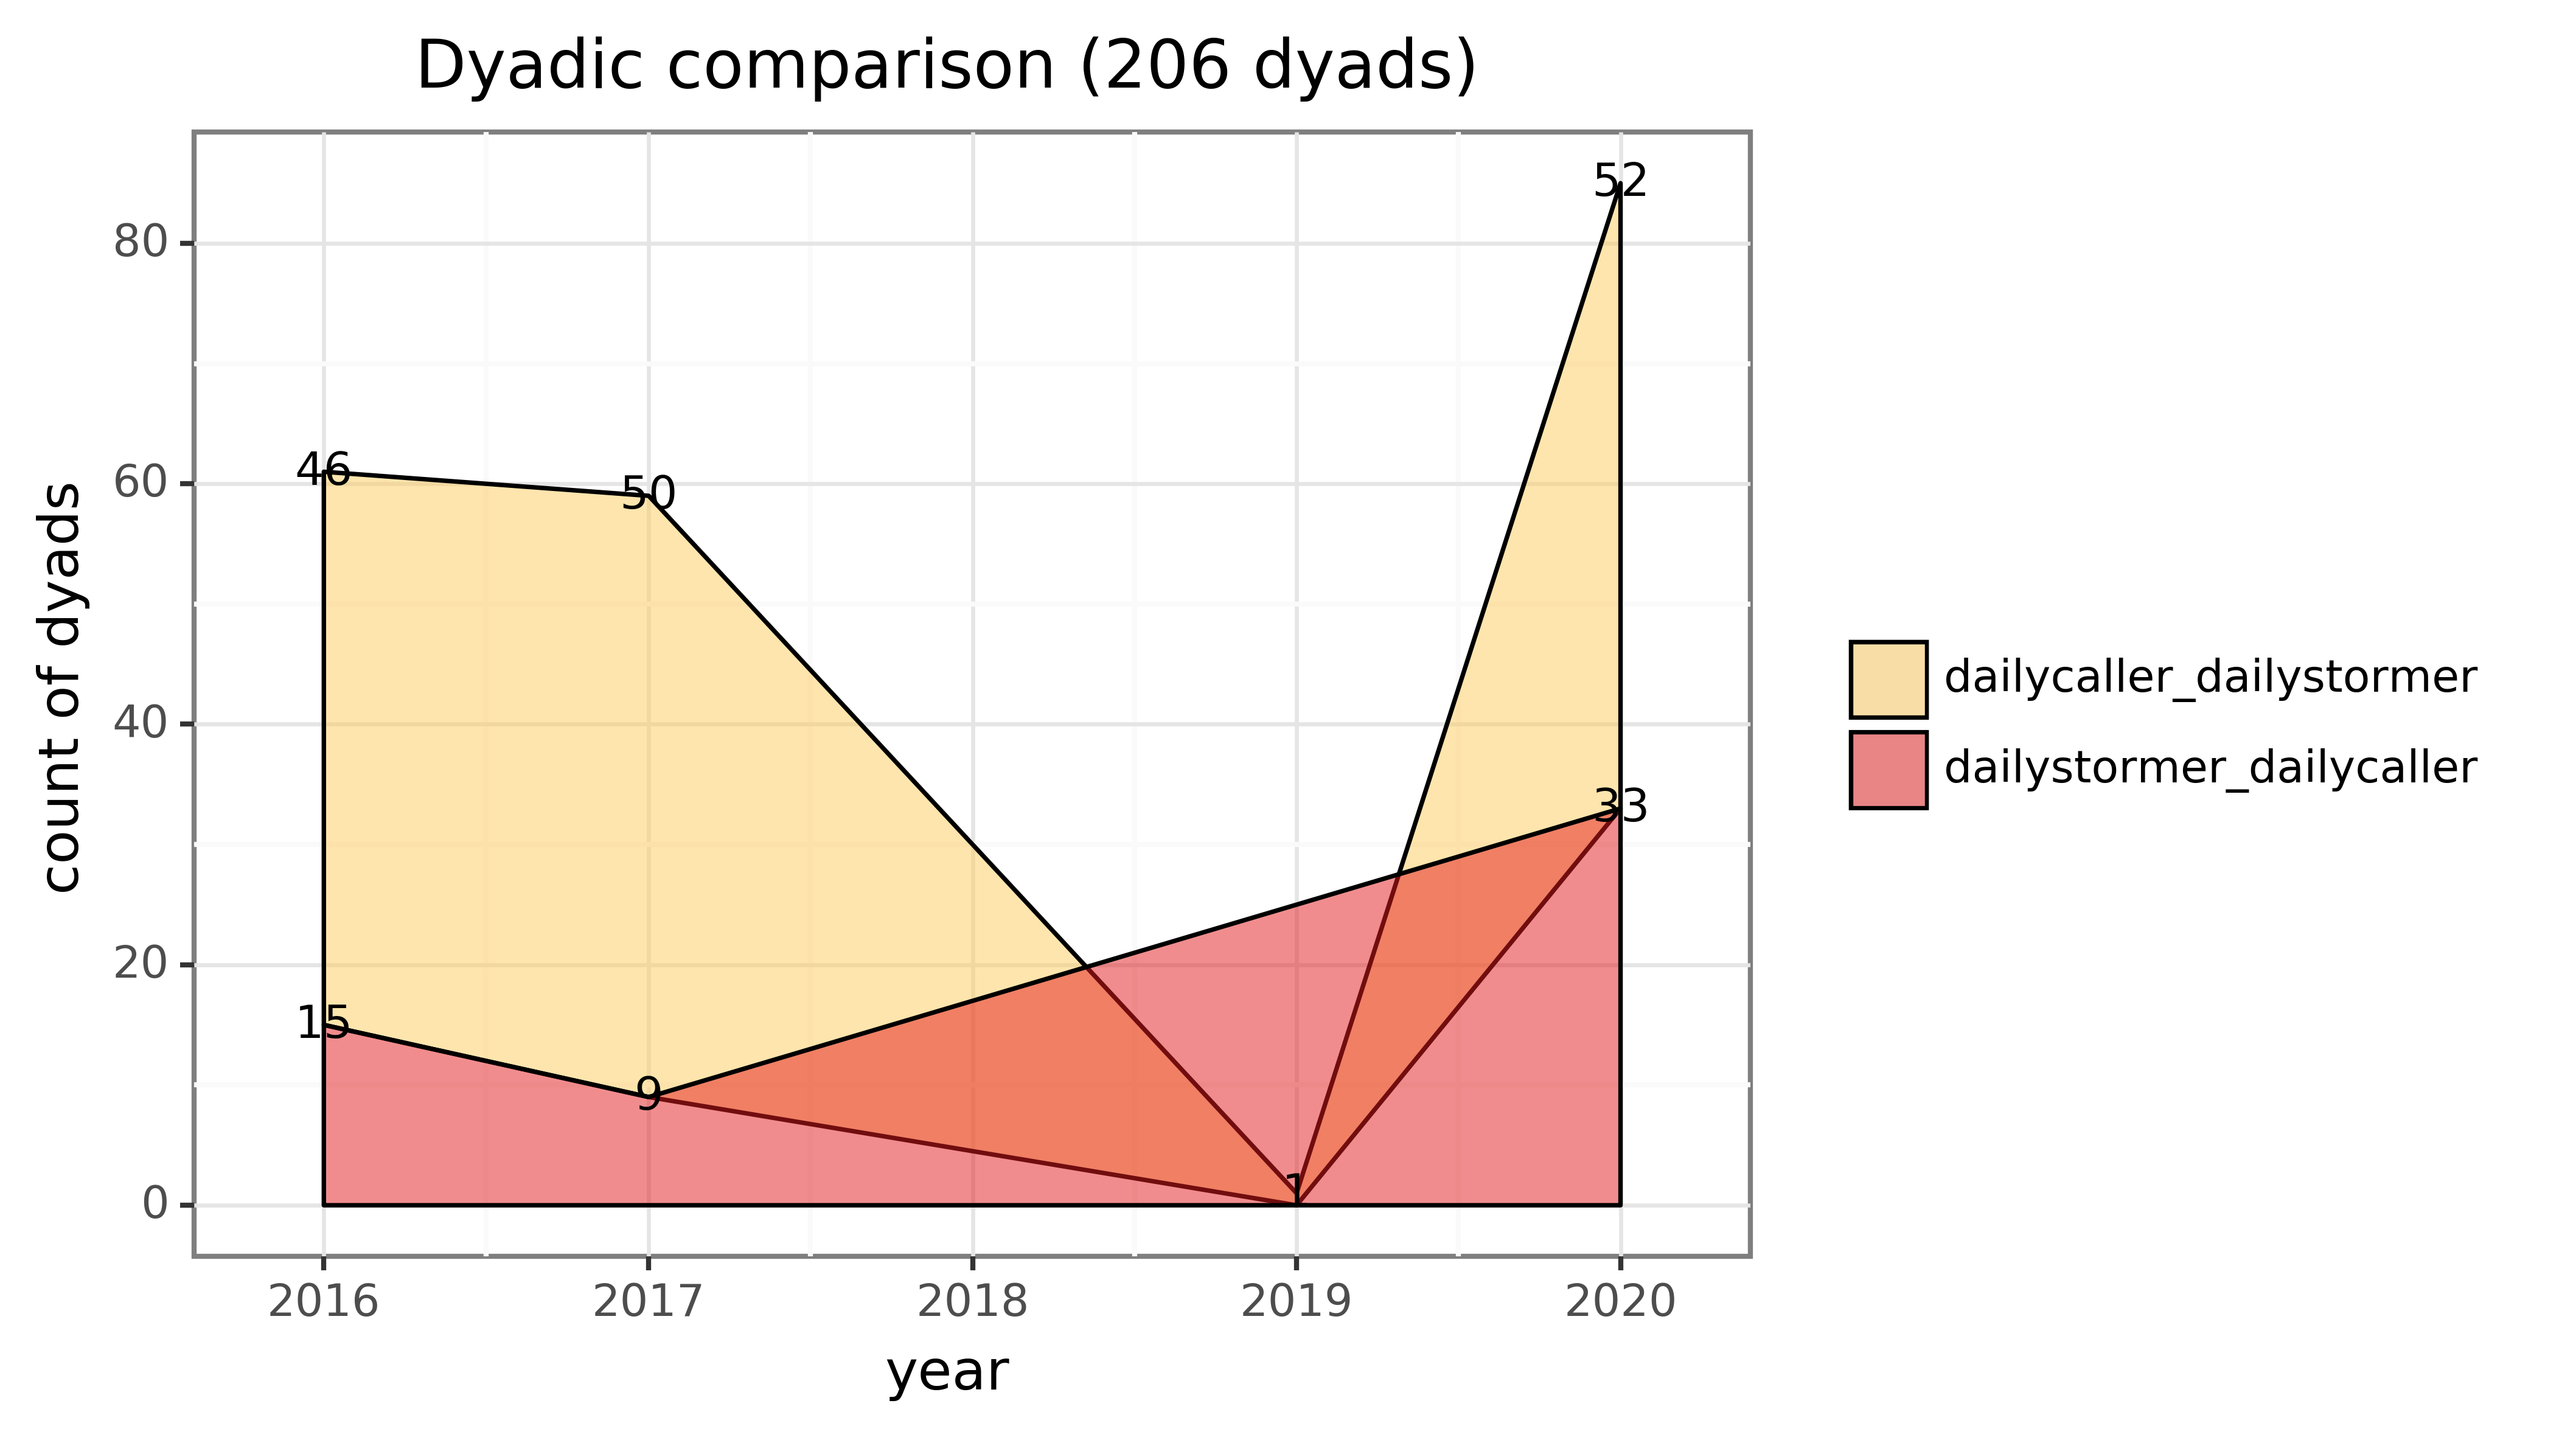 Dyadic comparison (206 dyads)
count of dyads
80
60
40
20
0
52
46
50
33
15
9
1
2016 2017 2018 2019 2020
year
dailycaller_dailystormer
dailystormer_dailycaller